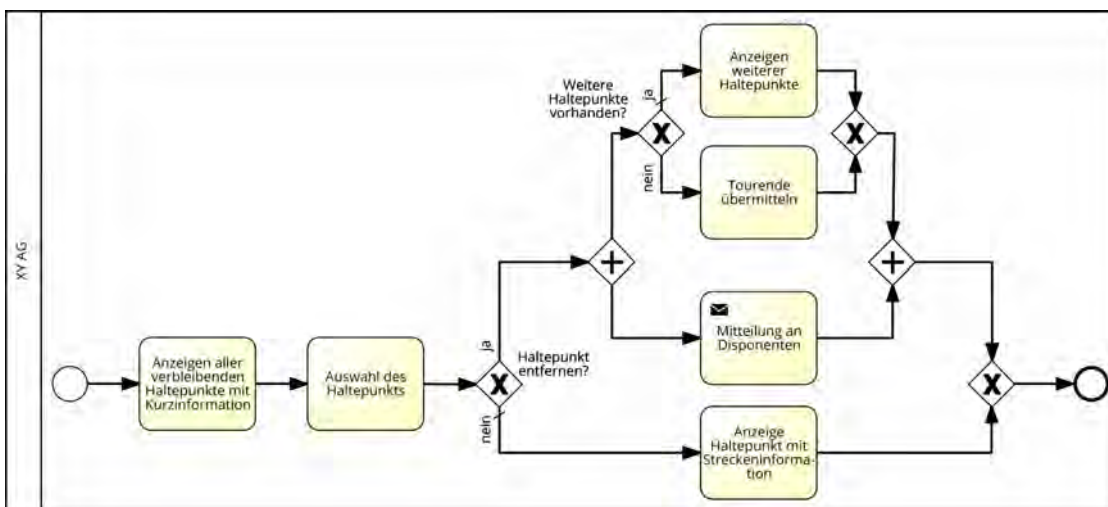 XY AG
Anzeigen aller
verbleibenden
Haltepunkte mit
Kurzinformation
Auswahl des
Haltepunkts
ja
nein
Haltepunkt
entfernen?
Weitere
Haltepunkte
vorhanden?
ja
nein
Anzeigen
weiterer
Haltepunkte
Tourende
übermitteln
Mitteilung an
Disponenten
Anzeige
Haltepunkt mit
Streckeninforma-
tion